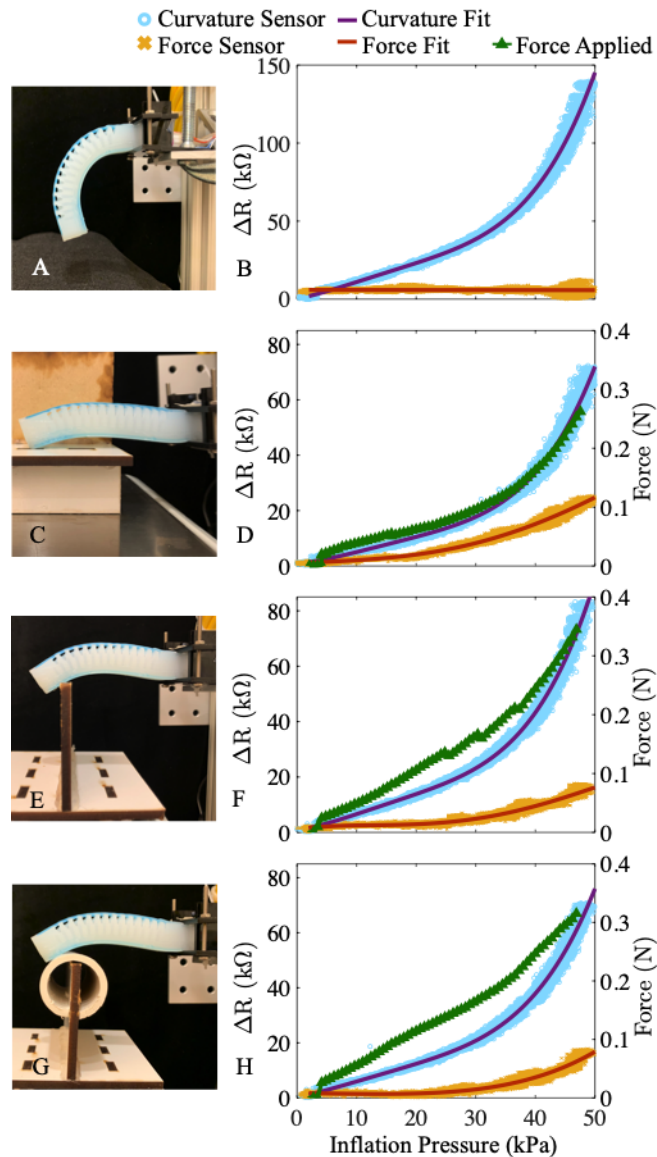 Curvature Sensor Curvature Fit
Force Sensor Force Fit Force Applied
150
100
50
0
ΔR (kΩ)
A B
80
60
40
20
0
ΔR (kΩ)
0.4
0.3
0.2
0.1
0
Force (N)
C D
80
60
40
20
0
ΔR (kΩ)
0.4
0.3
0.2
0.1
0
Force (N)
E F
80
60
40
20
0
ΔR (kΩ)
0.4
0.3
0.2
0.1
0
Force (N)
G H
0 10 20 30 40 50
Inflation Pressure (kPa)